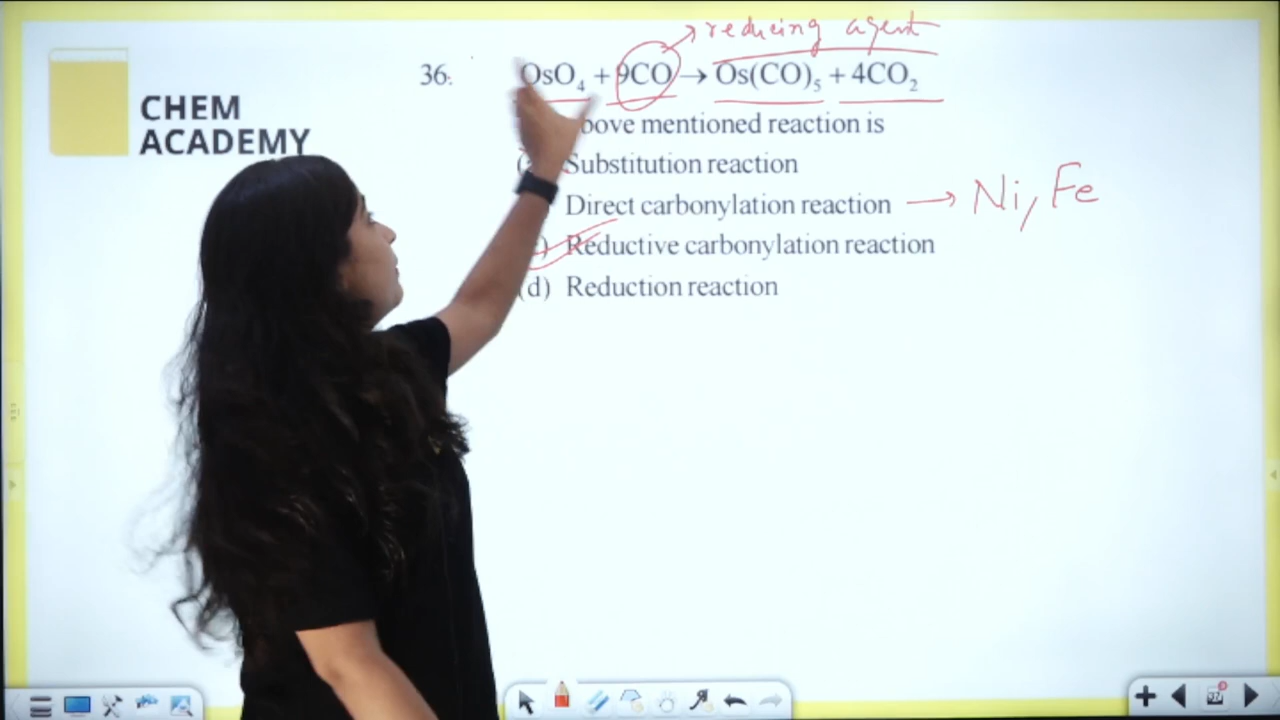 reducing agent
36. OsO₄ + 9CO → Os(CO)₅ + 4CO₂
CHEM
ACADEMY
bove mentioned reaction is
Substitution reaction
Direct carbonylation reaction → Ni, Fe
Reductive carbonylation reaction
(d) Reduction reaction